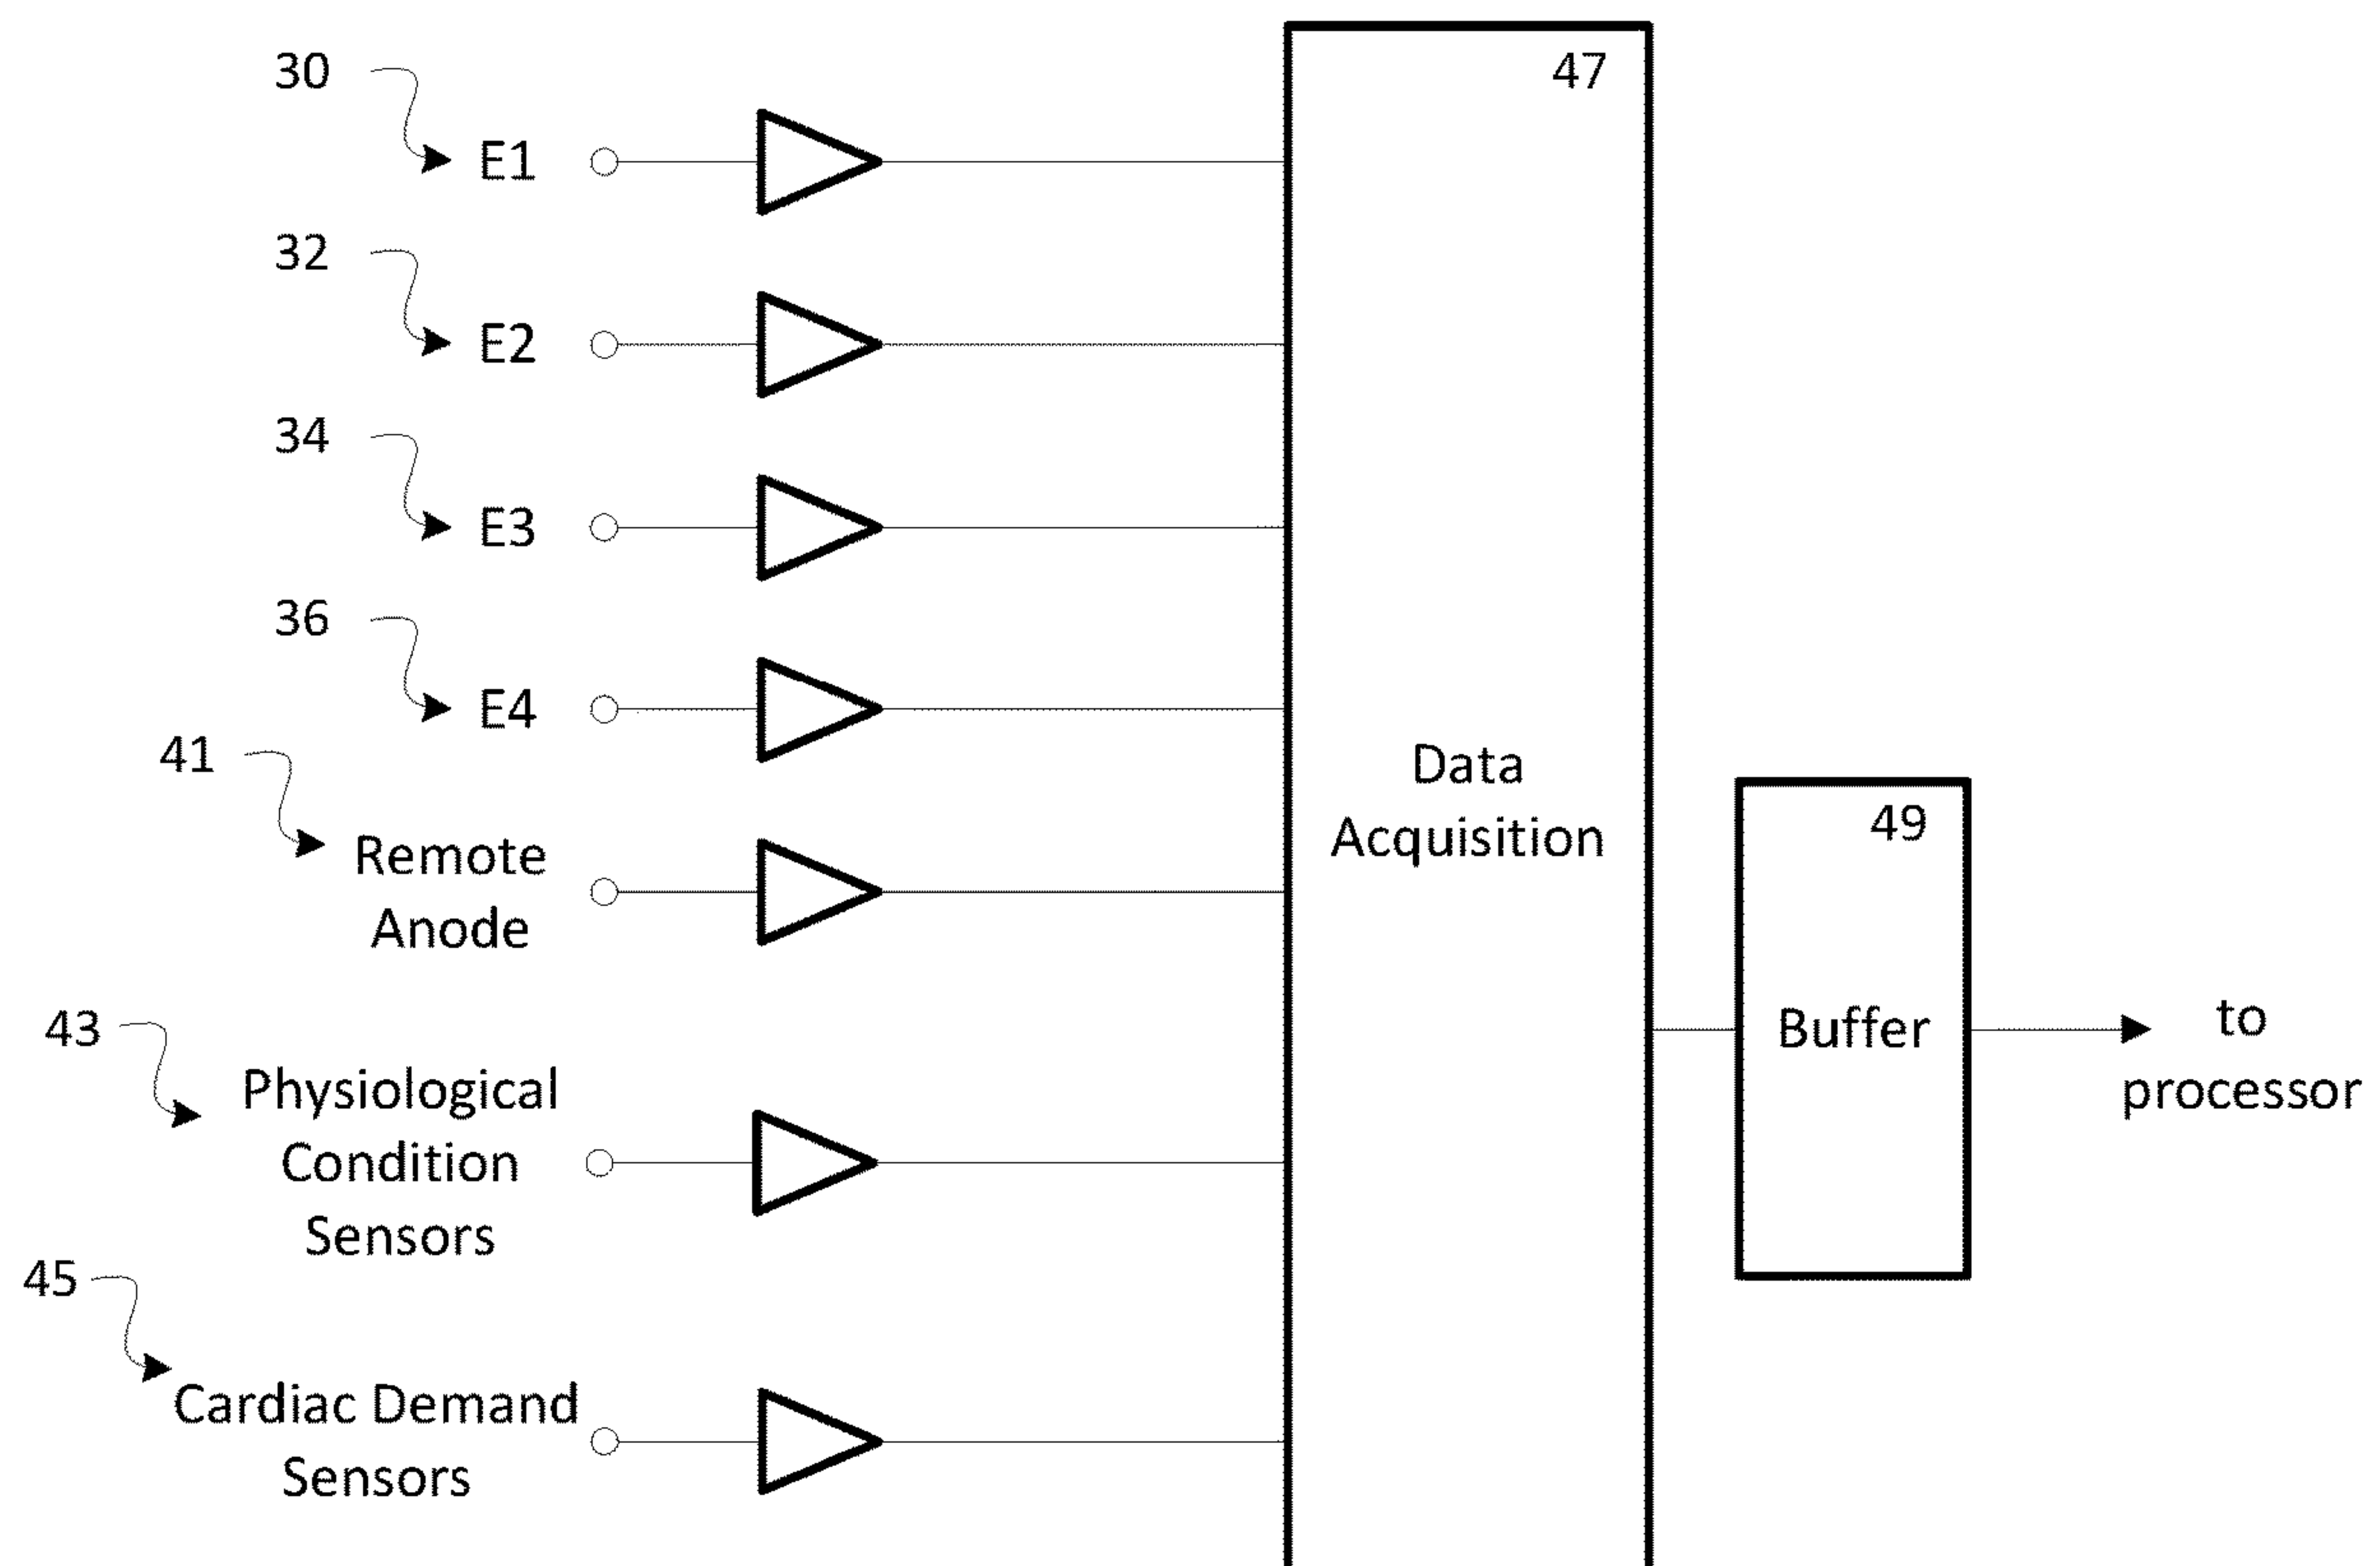 30
47
E1
32
E2
34
E3
36
E4
41
Remote
Anode
Data
Acquisition
49
43
Physiological
Condition
Sensors
Buffer
to
processor
45
Cardiac Demand
Sensors